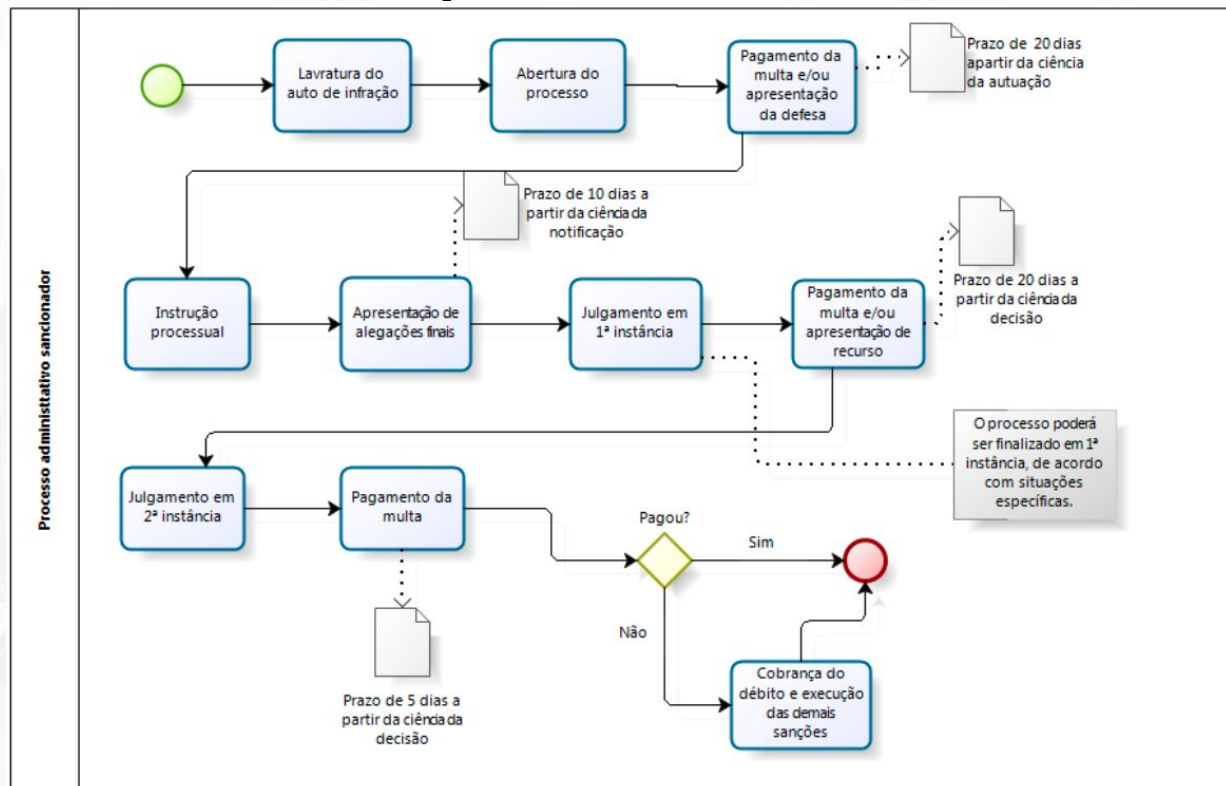 Processo administtativo sancionador
Lavratura do
auto de infração
Abertura do
processo
Pagamento da
multa e/ou
apresentação
da defesa
Prazo de 20 dias
apartir da ciência
da autuação
Prazo de 10 dias a
partir da ciência da
notificação
Instrução
processual
Apresentação de
alegações finais
Julgamento em
1ª instância
Pagamento da
multa e/ou
apresentação de
recurso
Prazo de 20 dias a
partir da ciência da
decisão
O processo poderá
ser finalizado em 1ª
instância, de acordo
com situações
específicas.
Julgamento em
2ª instância
Pagamento da
multa
Pagou?
Sim
Não
Prazo de 5 dias a
partir da ciência da
decisão
Cobrança do
débito e execução
das demais
sanções